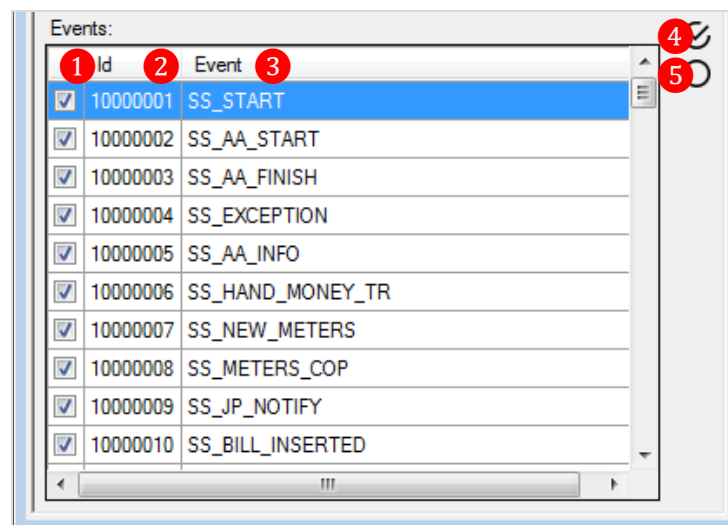 Events:
4
1 Id 2 Event 3
5
10000001 SS_START
10000002 SS_AA_START
10000003 SS_AA_FINISH
10000004 SS_EXCEPTION
10000005 SS_AA_INFO
10000006 SS_HAND_MONEY_TR
10000007 SS_NEW_METERS
10000008 SS_METERS_COP
10000009 SS_JP_NOTIFY
10000010 SS_BILL_INSERTED